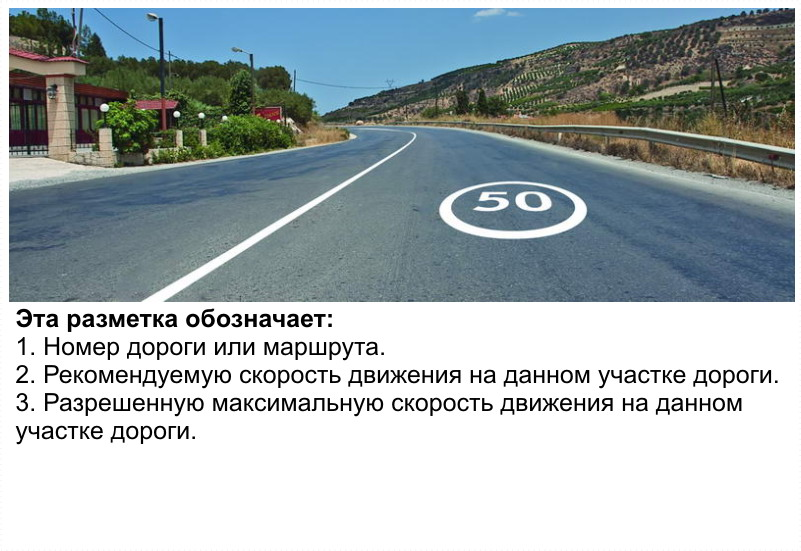 50
Эта разметка обозначает:
1. Номер дороги или маршрута.
2. Рекомендуемую скорость движения на данном участке дороги.
3. Разрешенную максимальную скорость движения на данном
участке дороги.